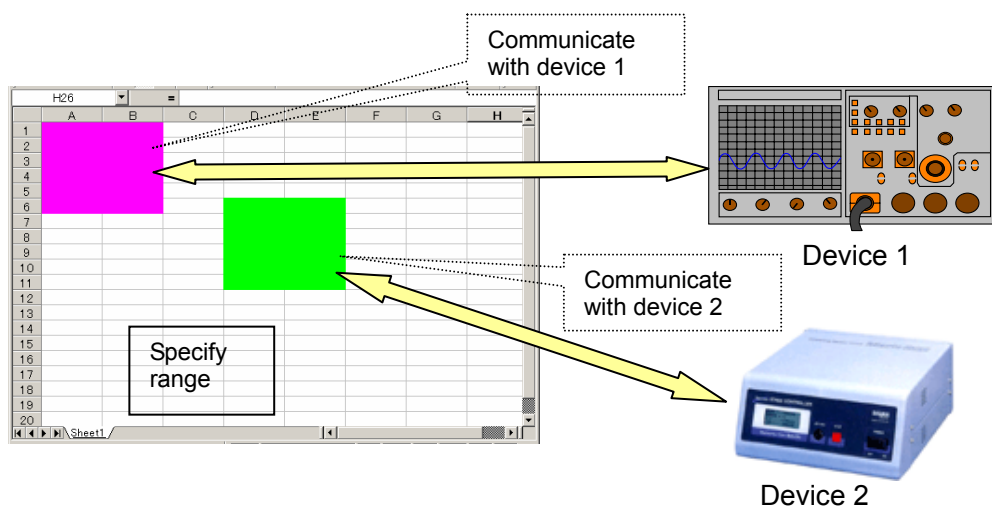 Communicate
with device 1
H26 =
A B C D E F G H
1
2
3
4
5
6
7
8
9
10
11
12
13
14
15
16
17
18
19
20
Sheet1
Specify
range
Communicate
with device 2
Device 1
Device 2